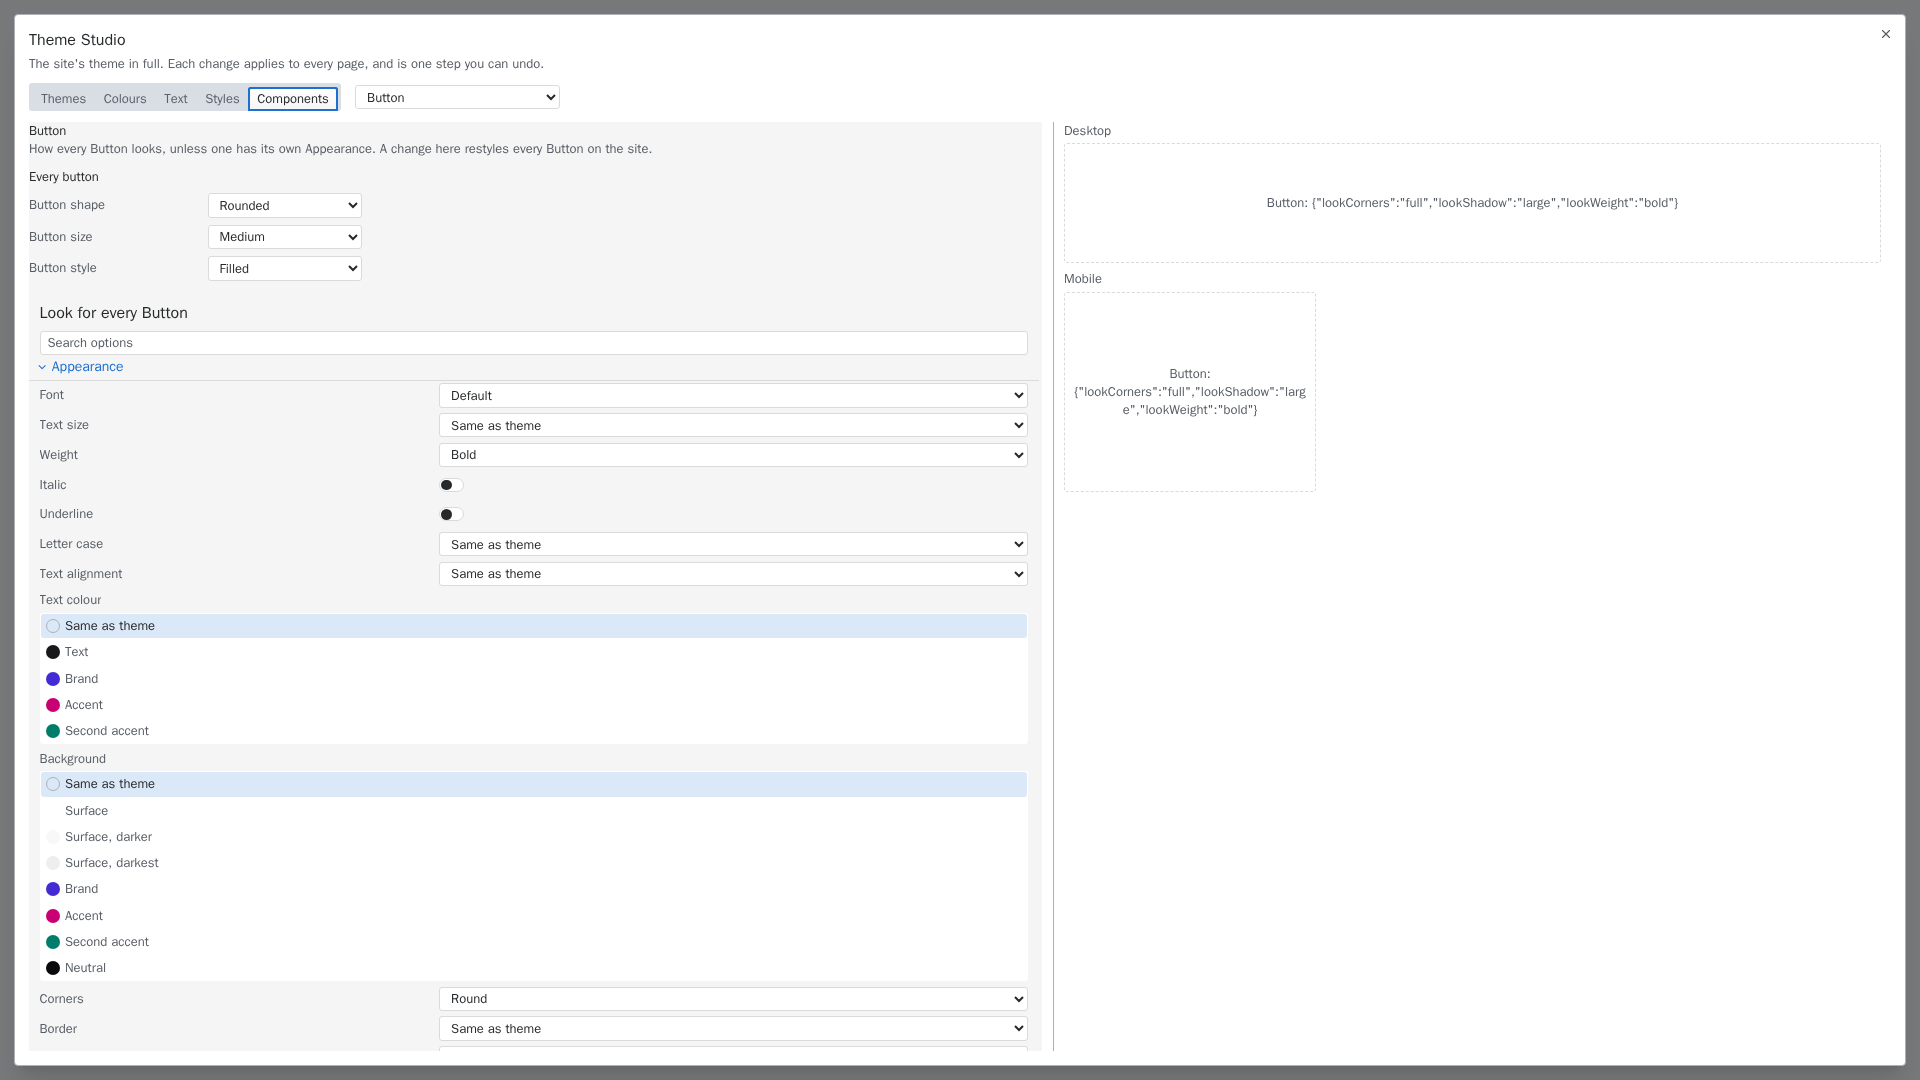 Theme Studio
The site's theme in full. Each change applies to every page, and is one step you can undo.
Themes Colours Text Styles Components Button
Button
How every Button looks, unless one has its own Appearance. A change here restyles every Button on the site.
Every button
Button shape Rounded
Button size Medium
Button style Filled
Look for every Button
Search options
Appearance
Font Default
Text size Same as theme
Weight Bold
Italic
Underline
Letter case Same as theme
Text alignment Same as theme
Text colour
Same as theme
Text
Brand
Accent
Second accent
Background
Same as theme
Surface
Surface, darker
Surface, darkest
Brand
Accent
Second accent
Neutral
Corners Round
Border Same as theme
Desktop
Button: {"lookCorners":"full","lookShadow":"large","lookWeight":"bold"}
Mobile
Button:
{"lookCorners":"full","lookShadow":"larg
e","lookWeight":"bold"}